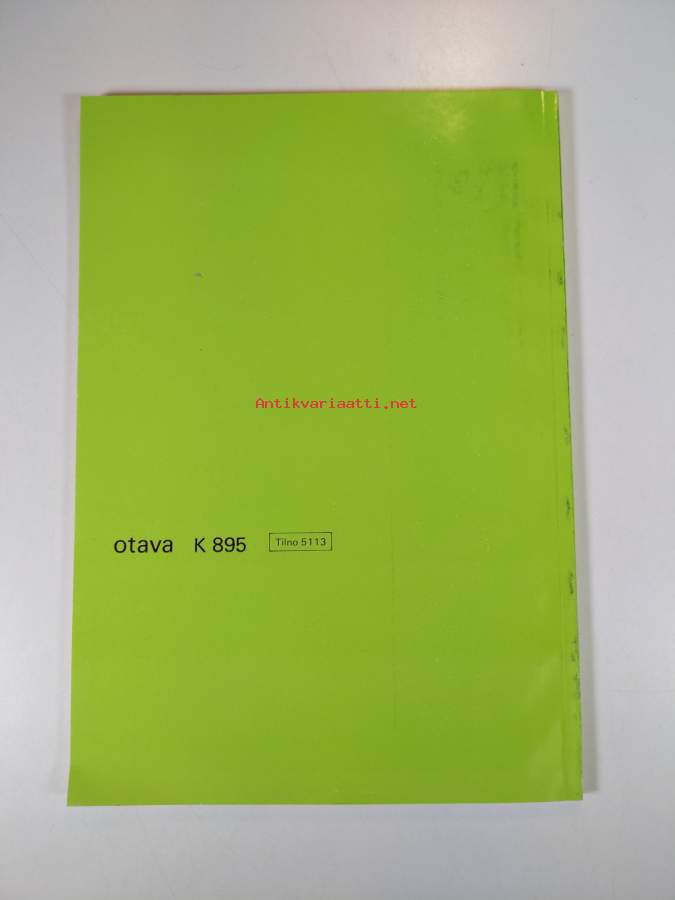 Antikvariaatti.net
otava K 895 Tilno 5113